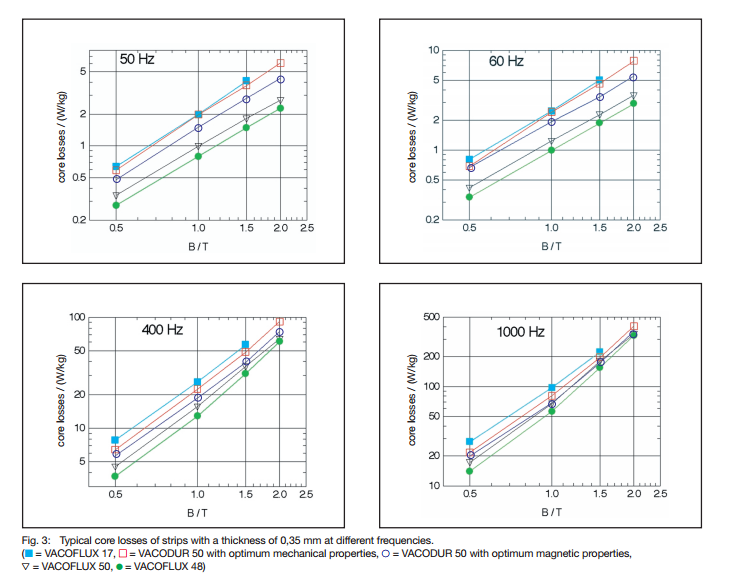 50 Hz
core losses / (W/kg)
5
2
1
0.5
0.2
0.5 1.0 1.5 2.0 2.5
B / T
60 Hz
core losses / (W/kg)
10
5
2
1
0.5
0.2
0.5 1.0 1.5 2.0 2.5
B / T
400 Hz
core losses / (W/kg)
100
50
20
10
5
0.5 1.0 1.5 2.0 2.5
B / T
1000 Hz
core losses / (W/kg)
500
200
100
50
20
10
0.5 1.0 1.5 2.0 2.5
B / T
Fig. 3: Typical core losses of strips with a thickness of 0,35 mm at different frequencies.
(■ = VACOFLUX 17, □ = VACODUR 50 with optimum mechanical properties, ○ = VACODUR 50 with optimum magnetic properties,
▽ = VACOFLUX 50, ● = VACOFLUX 48)